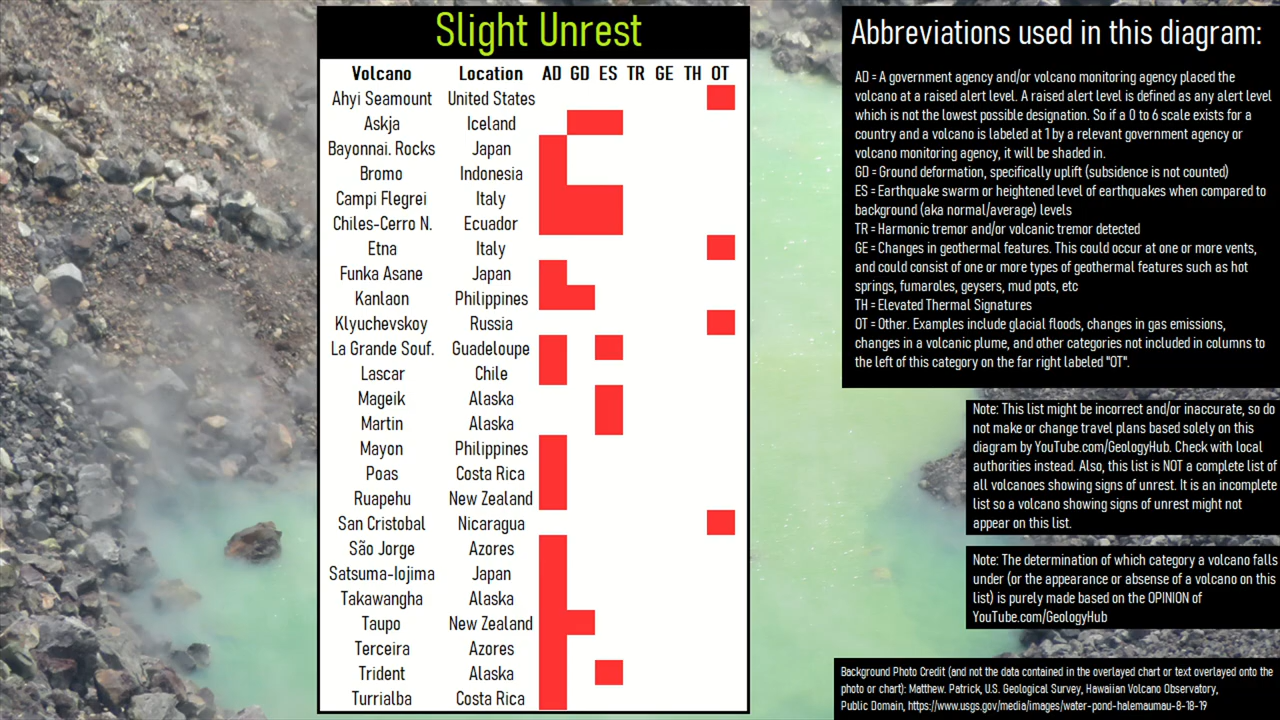 Slight Unrest
Volcano Location AD GD ES TR GE TH OT
Ahyi Seamount United States
Askja Iceland
Bayonnai. Rocks Japan
Bromo Indonesia
Campi Flegrei Italy
Chiles-Cerro N. Ecuador
Etna Italy
Funka Asane Japan
Kanlaon Philippines
Klyuchevskoy Russia
La Grande Souf. Guadeloupe
Lascar Chile
Mageik Alaska
Martin Alaska
Mayon Philippines
Poas Costa Rica
Ruapehu New Zealand
San Cristobal Nicaragua
São Jorge Azores
Satsuma-Iojima Japan
Takawangha Alaska
Taupo New Zealand
Terceira Azores
Trident Alaska
Turrialba Costa Rica
Abbreviations used in this diagram:
AD = A government agency and/or volcano monitoring agency placed the
volcano at a raised alert level. A raised alert level is defined as any alert level
which is not the lowest possible designation. So if a 0 to 6 scale exists for a
country and a volcano is labeled at 1 by a relevant government agency or
volcano monitoring agency, it will be shaded in.
GD = Ground deformation, specifically uplift (subsidence is not counted)
ES = Earthquake swarm or heightened level of earthquakes when compared to
background (aka normal/average) levels
TR = Harmonic tremor and/or volcanic tremor detected
GE = Changes in geothermal features. This could occur at one or more vents,
and could consist of one or more types of geothermal features such as hot
springs, fumaroles, geysers, mud pots, etc
TH = Elevated Thermal Signatures
OT = Other. Examples include glacial floods, changes in gas emissions,
changes in a volcanic plume, and other categories not included in columns to
the left of this category on the far right labeled "OT".
Note: This list might be incorrect and/or inaccurate, so do
not make or change travel plans based solely on this
diagram by YouTube.com/GeologyHub. Check with local
authorities instead. Also, this list is NOT a complete list of
all volcanoes showing signs of unrest. It is an incomplete
list so a volcano showing signs of unrest might not
appear on this list.
Note: The determination of which category a volcano falls
under (or the appearance or absense of a volcano on this
list) is purely made based on the OPINION of
YouTube.com/GeologyHub
Background Photo Credit (and not the data contained in the overlayed chart or text overlayed onto the
photo or chart): Matthew. Patrick, U.S. Geological Survey, Hawaiian Volcano Observatory,
Public Domain, https://www.usgs.gov/media/images/water-pond-halemaumau-8-18-19